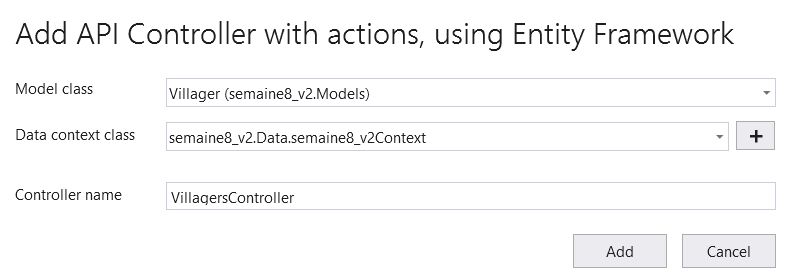 Add API Controller with actions, using Entity Framework
Model class
Villager (semaine8_v2.Models)
Data context class
semaine8_v2.Data.semaine8_v2Context
+
Controller name
VillagersController
Add
Cancel